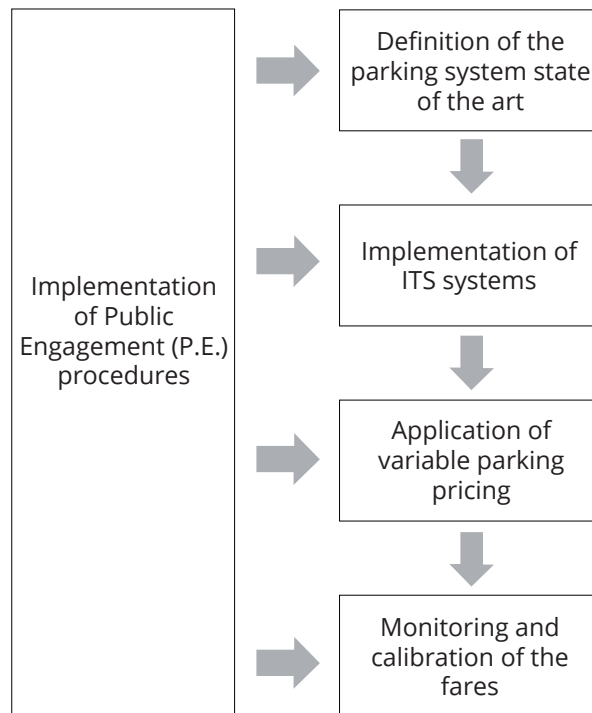 Implementation
of Public
Engagement (P.E.)
procedures
Definition of the
parking system state
of the art
Implementation of
ITS systems
Application of
variable parking
pricing
Monitoring and
calibration of the
fares